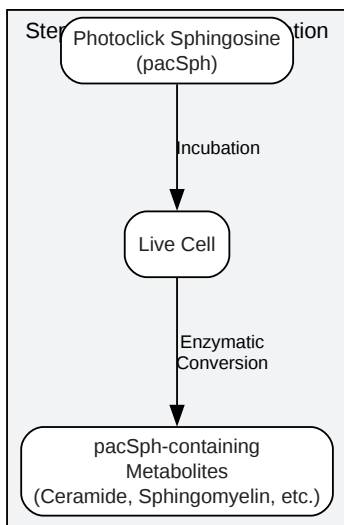 Photoclick Sphingosine
(pacSph)
Incubation
Live Cell
Enzymatic
Conversion
pacSph-containing
Metabolites
(Ceramide, Sphingomyelin, etc.)